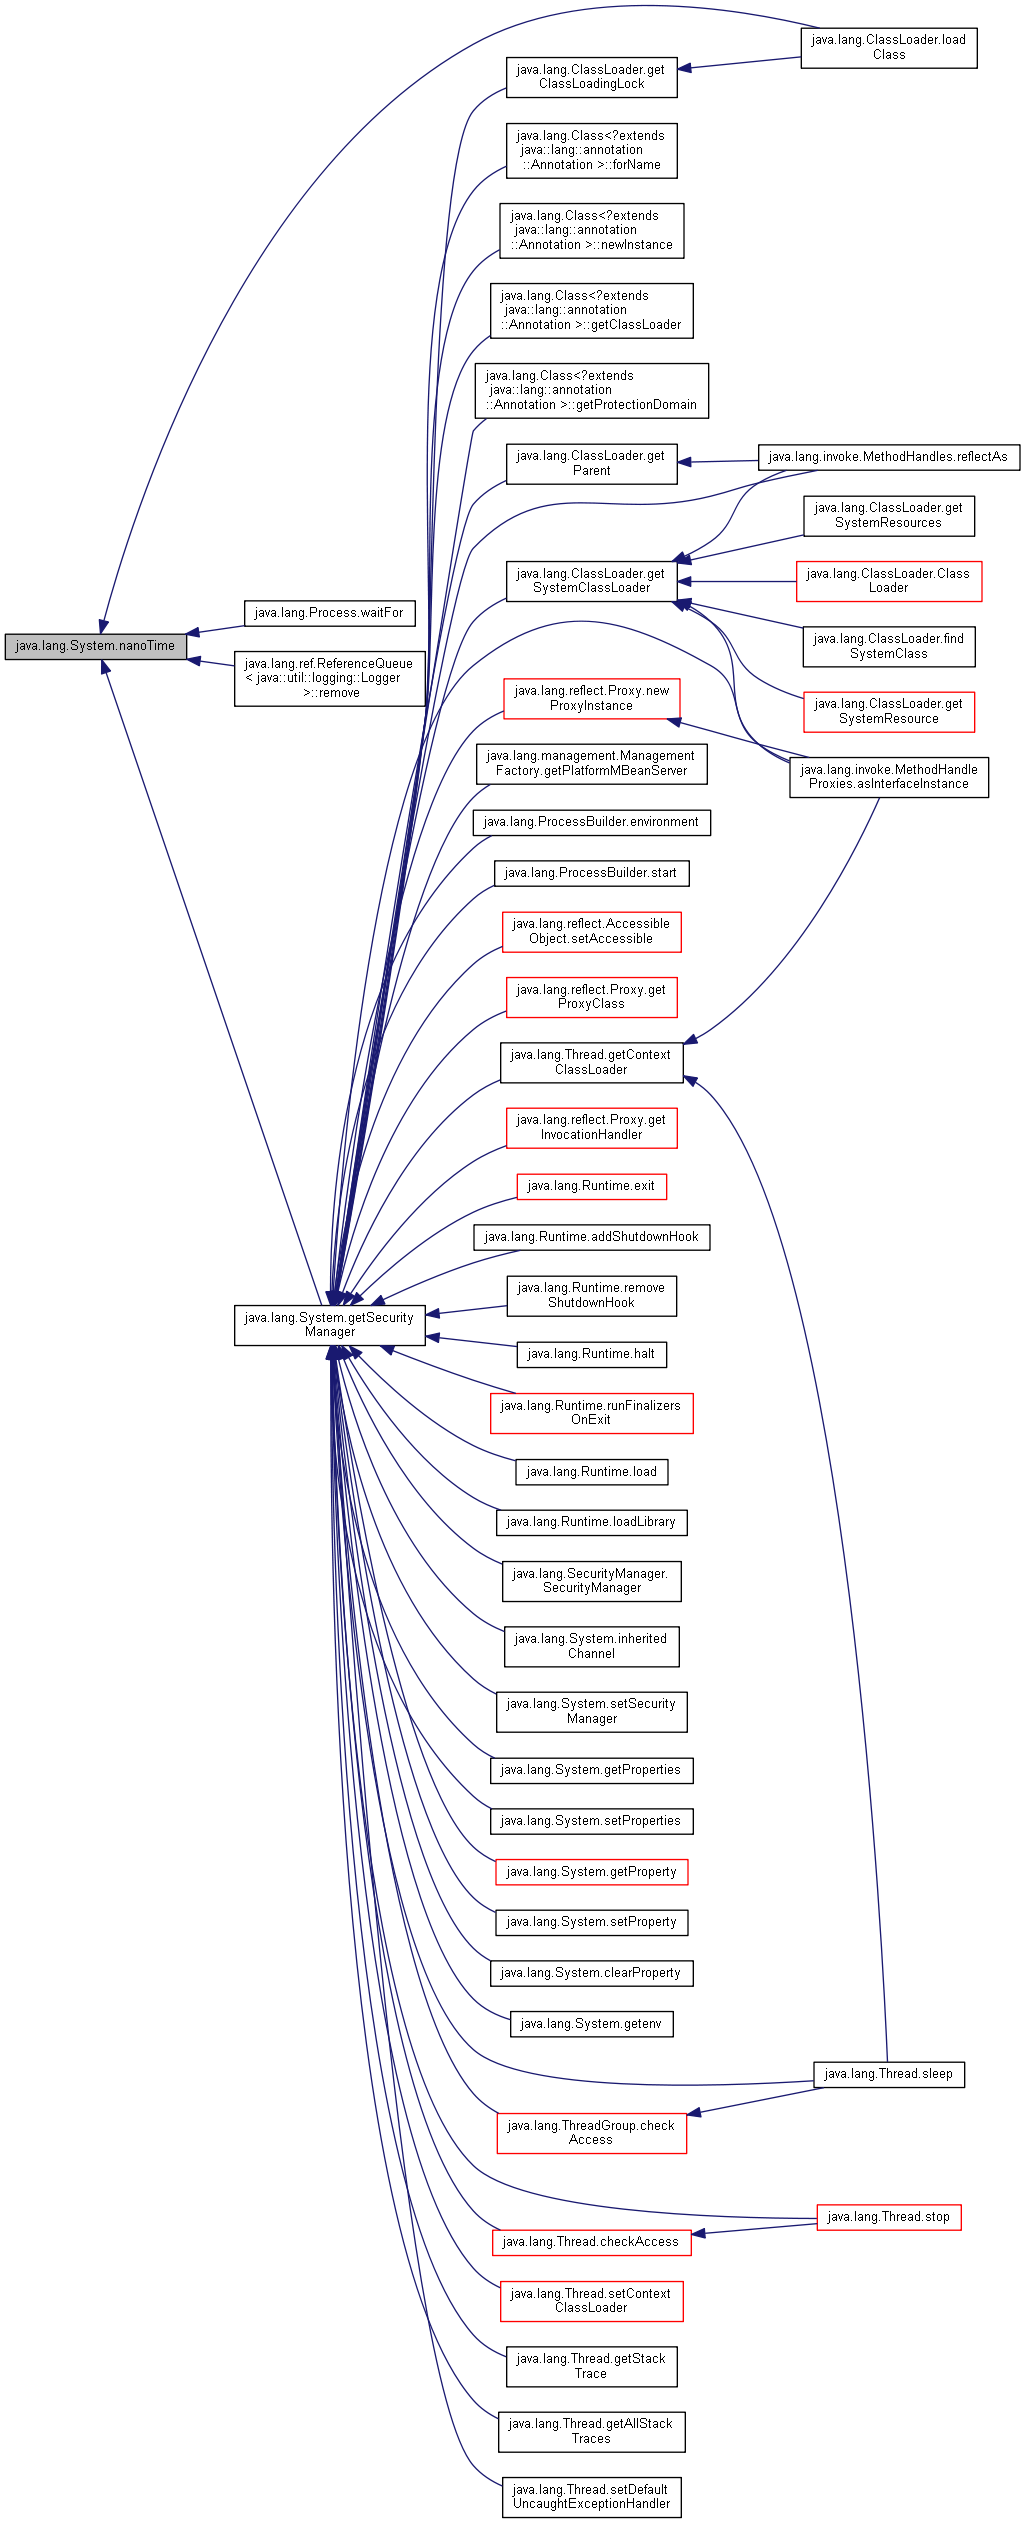 java.lang.ClassLoader.load
Class
java.lang.ClassLoader.get
ClassLoadingLock
java.lang.Class<?extends
java::lang::annotation
::Annotation >::forName
java.lang.Class<?extends
java::lang::annotation
::Annotation >::newInstance
java.lang.Class<?extends
java::lang::annotation
::Annotation >::getClassLoader
java.lang.Class<?extends
java::lang::annotation
::Annotation >::getProtectionDomain
java.lang.ClassLoader.get
Parent
java.lang.invoke.MethodHandles.reflectAs
java.lang.ClassLoader.get
SystemResources
java.lang.ClassLoader.get
SystemClassLoader
java.lang.ClassLoader.Class
Loader
java.lang.Process.waitFor
java.lang.System.nanoTime
java.lang.ClassLoader.find
SystemClass
java.lang.ref.ReferenceQueue
< java::util::logging::Logger
>::remove
java.lang.reflect.Proxy.new
ProxyInstance
java.lang.ClassLoader.get
SystemResource
java.lang.management.Management
Factory.getPlatformMBeanServer
java.lang.invoke.MethodHandle
Proxies.asInterfaceInstance
java.lang.ProcessBuilder.environment
java.lang.ProcessBuilder.start
java.lang.reflect.Accessible
Object.setAccessible
java.lang.reflect.Proxy.get
ProxyClass
java.lang.Thread.getContext
ClassLoader
java.lang.reflect.Proxy.get
InvocationHandler
java.lang.Runtime.exit
java.lang.Runtime.addShutdownHook
java.lang.Runtime.remove
ShutdownHook
java.lang.System.getSecurity
Manager
java.lang.Runtime.halt
java.lang.Runtime.runFinalizers
OnExit
java.lang.Runtime.load
java.lang.Runtime.loadLibrary
java.lang.SecurityManager.
SecurityManager
java.lang.System.inherited
Channel
java.lang.System.setSecurity
Manager
java.lang.System.getProperties
java.lang.System.setProperties
java.lang.System.getProperty
java.lang.System.setProperty
java.lang.System.clearProperty
java.lang.System.getenv
java.lang.Thread.sleep
java.lang.ThreadGroup.check
Access
java.lang.Thread.stop
java.lang.Thread.checkAccess
java.lang.Thread.setContext
ClassLoader
java.lang.Thread.getStack
Trace
java.lang.Thread.getAllStack
Traces
java.lang.Thread.setDefault
UncaughtExceptionHandler